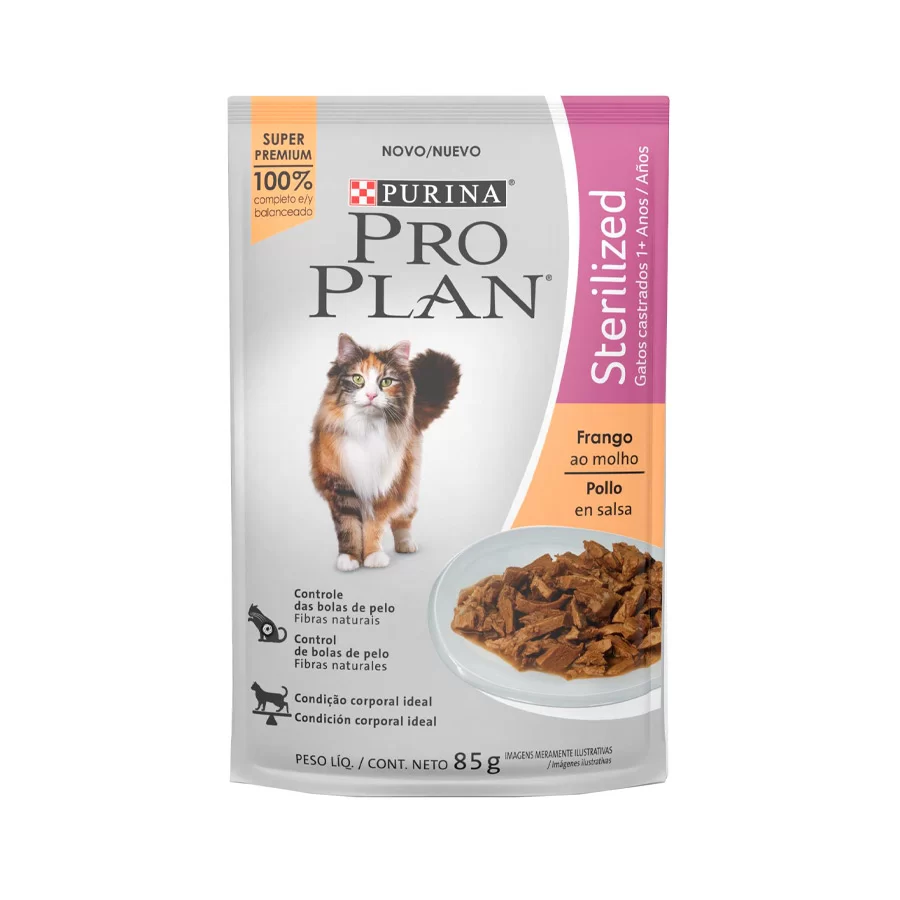 SUPER
PREMIUM
100%
completo e/y
balanceado
NOVO/NUEVO
PURINA®
PRO
PLAN®
Sterilized
Gatos castrados 1+ Anos / Años
Frango
ao molho
Pollo
en salsa
Controle
das bolas de pelo
Fibras naturais
Control
de bolas de pelo
Fibras naturales
Condição corporal ideal
Condición corporal ideal
PESO LÍQ. / CONT. NETO 85g
IMAGENS MERAMENTE ILUSTRATIVAS
/ Imágenes ilustrativas